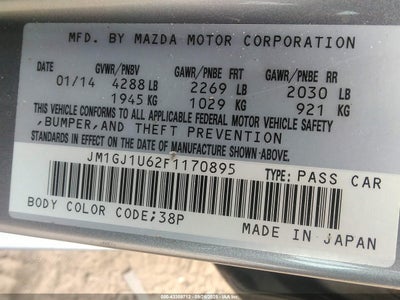 MFD. BY MAZDA MOTOR CORPORATION
DATE GVWR/PNBV GAWR/PNBE FRT GAWR/PNBE RR
01/14 4288 LB 2269 LB 2030 LB
1945 KG 1029 KG 921 KG
THIS VEHICLE CONFORMS TO ALL APPLICABLE FEDERAL MOTOR VEHICLE SAFETY
,BUMPER,AND THEFT PREVENTION
STANDARDS IN EFFECT ON THE DATE OF MANUFACTURE SHOWN ABOVE.
JM1GJ1U62F1170895 TYPE: PASS CAR
BODY COLOR CODE;38P
MADE IN JAPAN